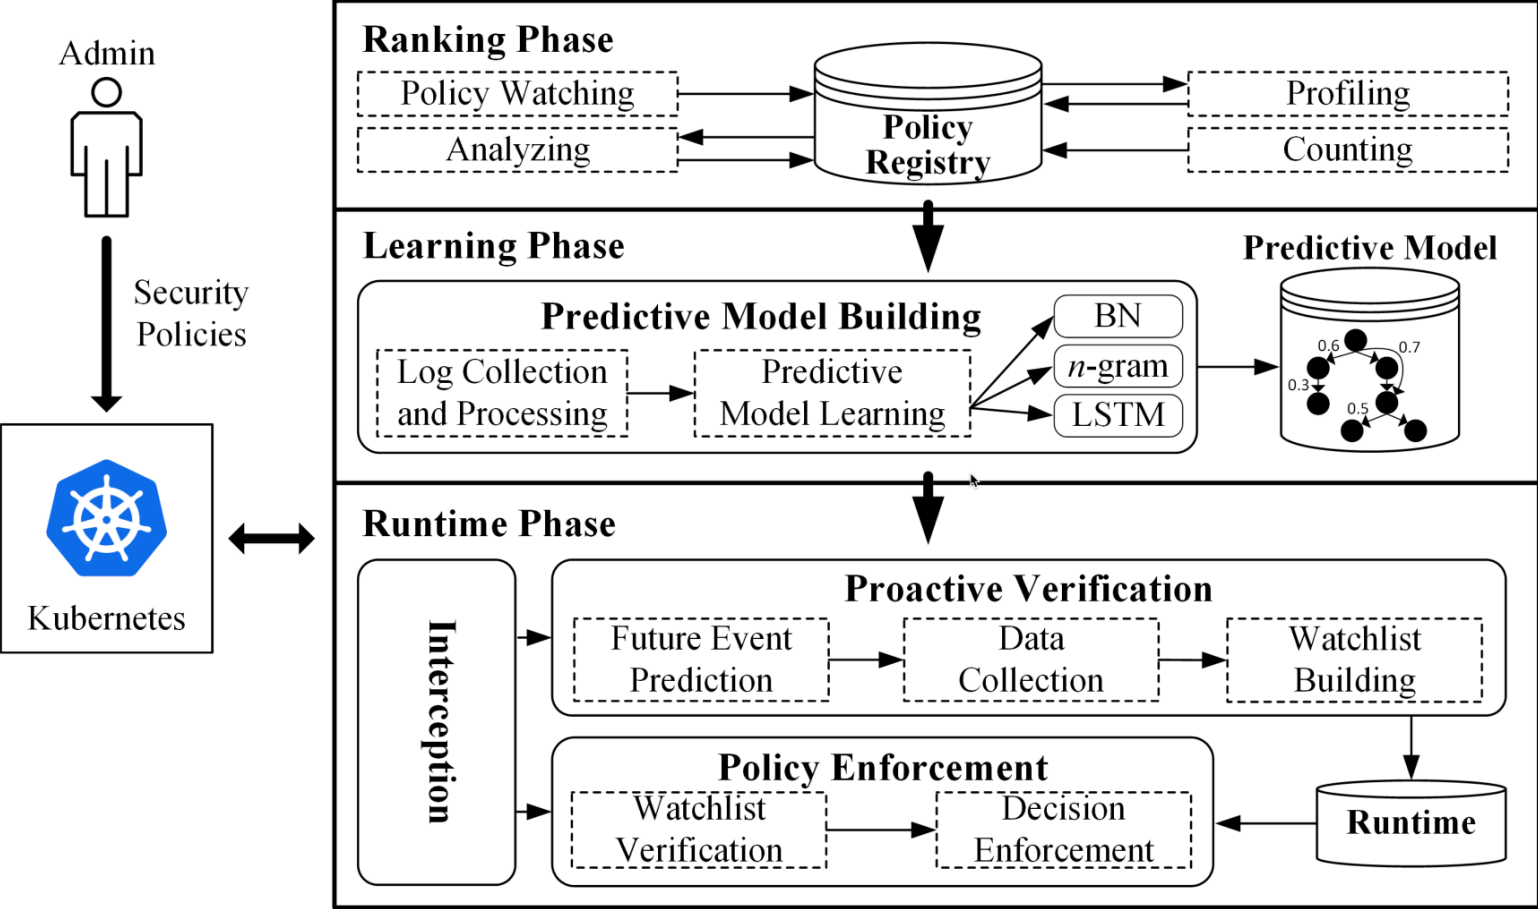 Admin
Security
Policies
Kubernetes
Ranking Phase
Policy Watching
Analyzing
Policy
Registry
Profiling
Counting
Learning Phase
Predictive Model Building
Log Collection
and Processing
Predictive
Model Learning
BN
n-gram
LSTM
Predictive Model
0.6
0.7
0.3
0.5
Runtime Phase
Interception
Proactive Verification
Future Event
Prediction
Data
Collection
Watchlist
Building
Policy Enforcement
Watchlist
Verification
Decision
Enforcement
Runtime